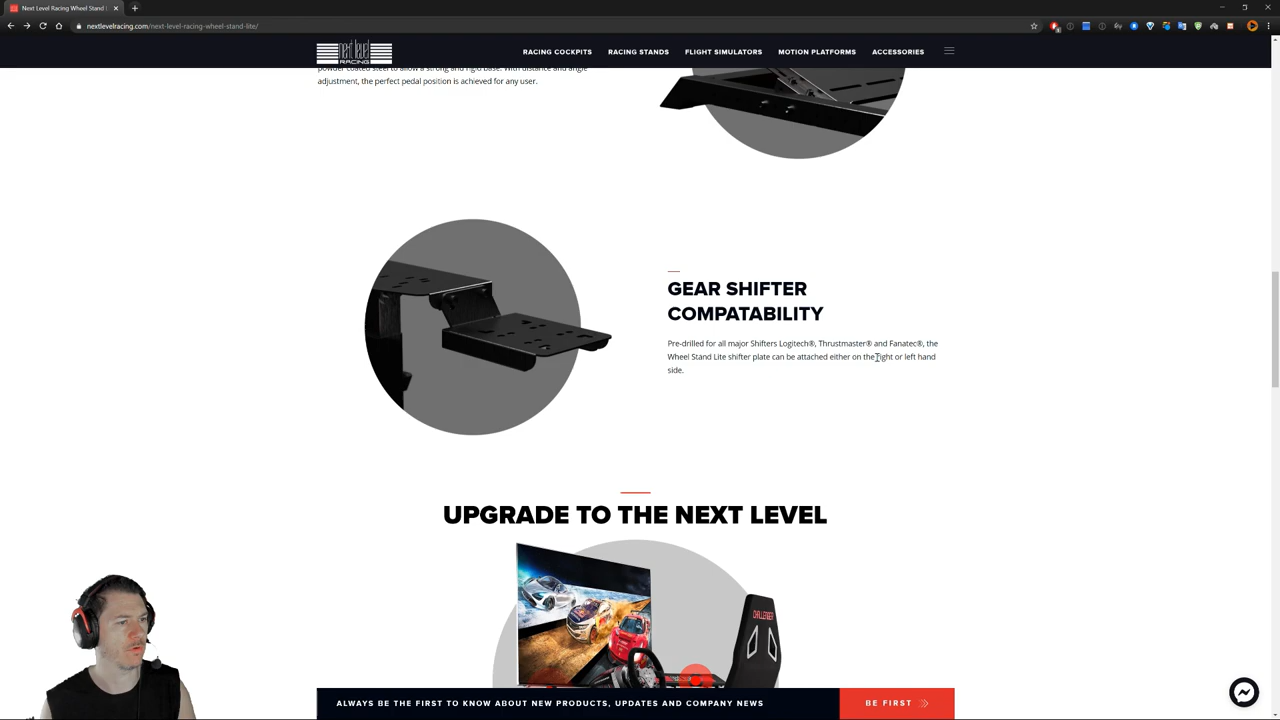 Next Level Racing Wheel Stand
nextlevelracing.com/next-level-racing-wheel-stand-lite/
next level
RACING
RACING COCKPITS
RACING STANDS
FLIGHT SIMULATORS
MOTION PLATFORMS
ACCESSORIES
powder coated steel to allow a strong and rigid base. With distance and angle
adjustment, the perfect pedal position is achieved for any user.
GEAR SHIFTER
COMPATABILITY
Pre-drilled for all major Shifters Logitech®, Thrustmaster® and Fanatec®, the
Wheel Stand Lite shifter plate can be attached either on the right or left hand
side.
UPGRADE TO THE NEXT LEVEL
CHALLENGER
ALWAYS BE THE FIRST TO KNOW ABOUT NEW PRODUCTS, UPDATES AND COMPANY NEWS
BE FIRST